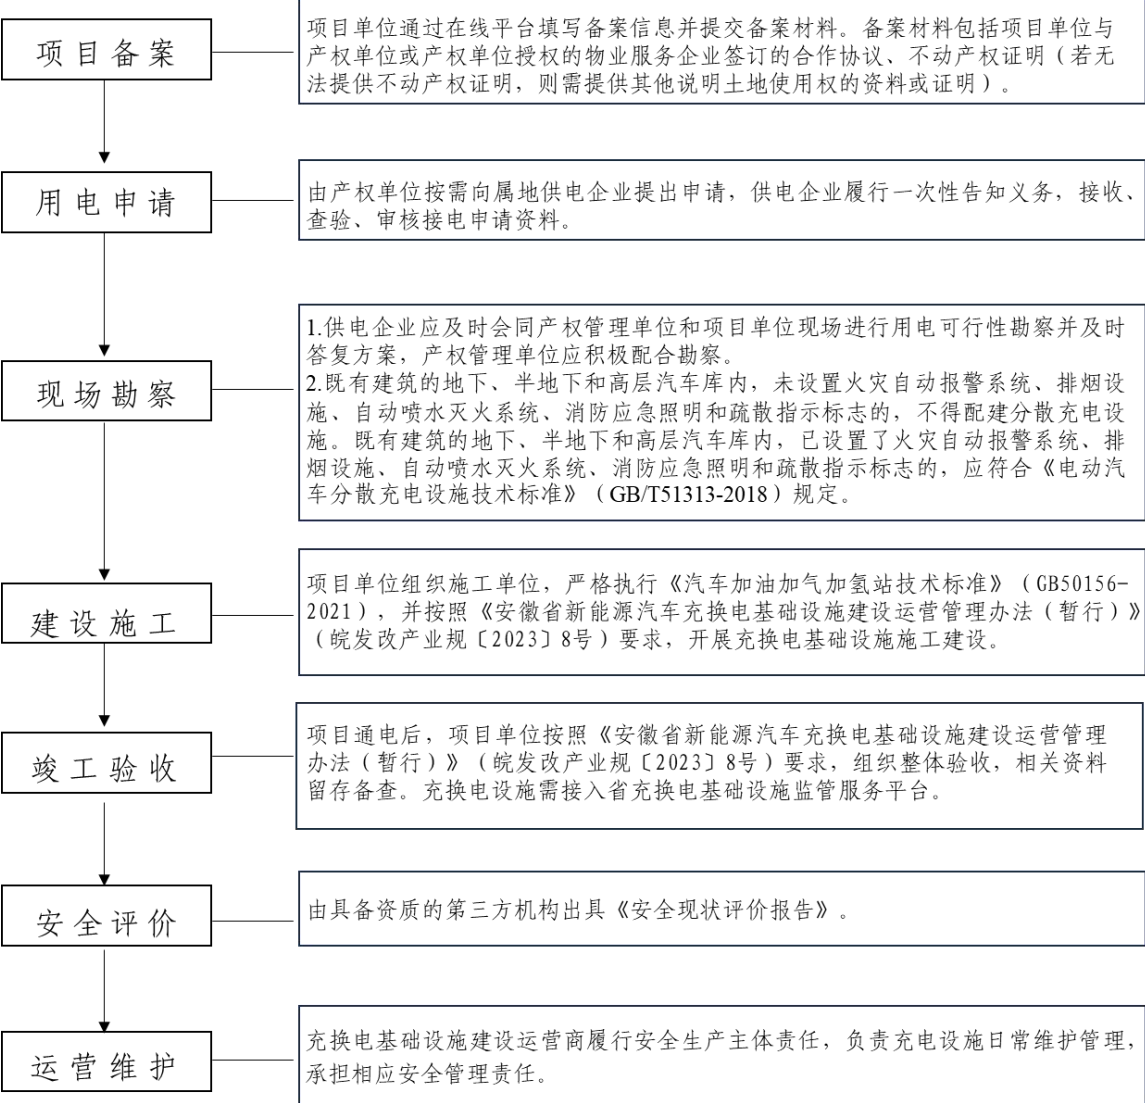 项目备案
项目单位通过在线平台填写备案信息并提交备案材料。备案材料包括项目单位与
产权单位或产权单位授权的物业服务企业签订的合作协议、不动产权证明（若无
法提供不动产权证明，则需提供其他说明土地使用权的资料或证明）。
用电申请
由产权单位按需向属地供电企业提出申请，供电企业履行一次性告知义务，接收、
查验、审核接电申请资料。
现场勘察
1.供电企业应及时会同产权管理单位和项目单位现场进行用电可行性勘察并及时
答复方案，产权管理单位应积极配合勘察。
2.既有建筑的地下、半地下和高层汽车库内，未设置火灾自动报警系统、排烟设
施、自动喷水灭火系统、消防应急照明和疏散指示标志的，不得配建分散充电设
施。既有建筑的地下、半地下和高层汽车库内，已设置了火灾自动报警系统、排
烟设施、自动喷水灭火系统、消防应急照明和疏散指示标志的，应符合《电动汽
车分散充电设施技术标准》（GB/T51313-2018）规定。
建设施工
项目单位组织施工单位，严格执行《汽车加油加气加氢站技术标准》（GB50156-
2021），并按照《安徽省新能源汽车充换电基础设施建设运营管理办法（暂行）》
（皖发改产业规〔2023〕8号）要求，开展充换电基础设施施工建设。
竣工验收
项目通电后，项目单位按照《安徽省新能源汽车充换电基础设施建设运营管理
办法（暂行）》（皖发改产业规〔2023〕8号）要求，组织整体验收，相关资料
留存备查。充换电设施需接入省充换电基础设施监管服务平台。
安全评价
由具备资质的第三方机构出具《安全现状评价报告》。
运营维护
充换电基础设施建设运营商履行安全生产主体责任，负责充电设施日常维护管理，
承担相应安全管理责任。